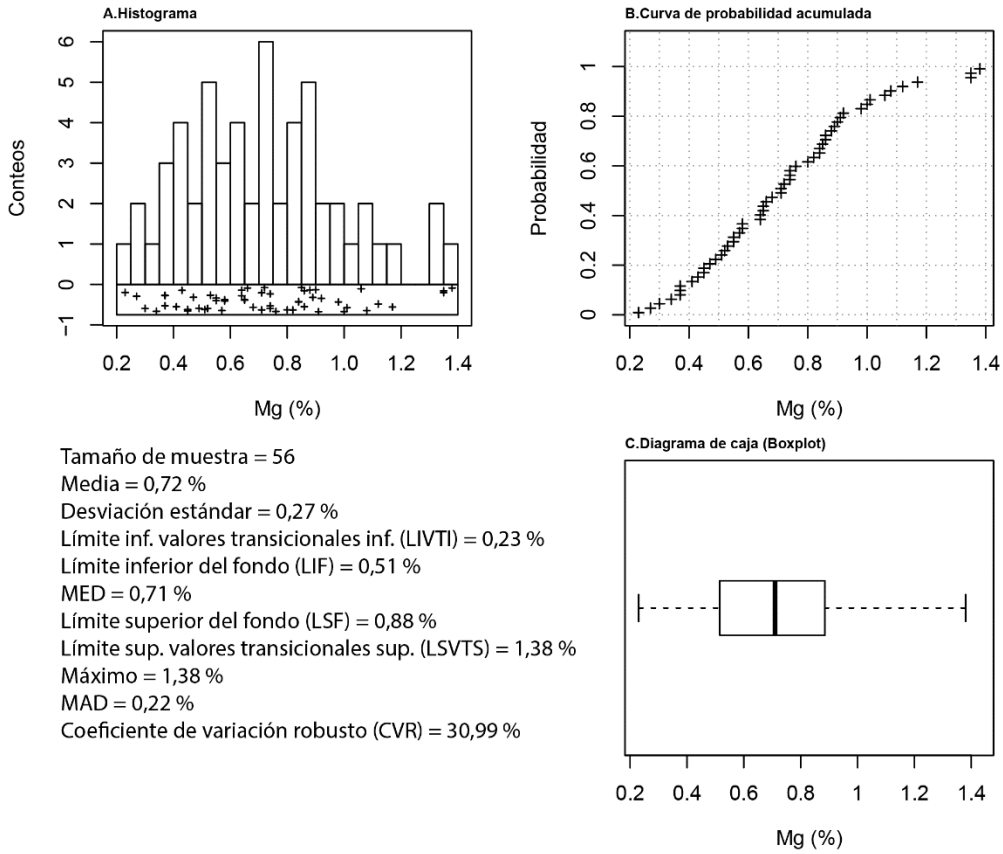 A.Histograma
6
5
4
3
2
1
0
−1
Conteos
0.2 0.4 0.6 0.8 1.0 1.2 1.4
Mg (%)
B.Curva de probabilidad acumulada
1
0.8
0.6
0.4
0.2
0
Probabilidad
0.2 0.4 0.6 0.8 1.0 1.2 1.4
Mg (%)
Tamaño de muestra = 56
Media = 0,72 %
Desviación estándar = 0,27 %
Límite inf. valores transicionales inf. (LIVTI) = 0,23 %
Límite inferior del fondo (LIF) = 0,51 %
MED = 0,71 %
Límite superior del fondo (LSF) = 0,88 %
Límite sup. valores transicionales sup. (LSVTS) = 1,38 %
Máximo = 1,38 %
MAD = 0,22 %
Coeficiente de variación robusto (CVR) = 30,99 %
C.Diagrama de caja (Boxplot)
0.2 0.4 0.6 0.8 1 1.2 1.4
Mg (%)